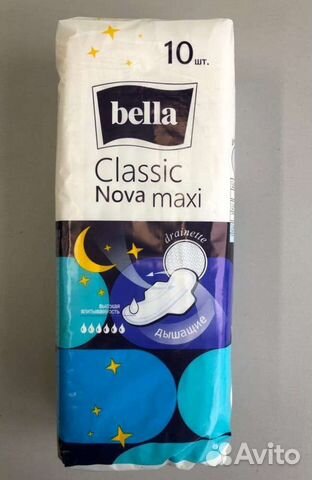 10 шт.
bella
Classic
Nova maxi
drainette
ВЫСОКАЯ
ВПИТЫВАЕМОСТЬ
дышащие
Avito